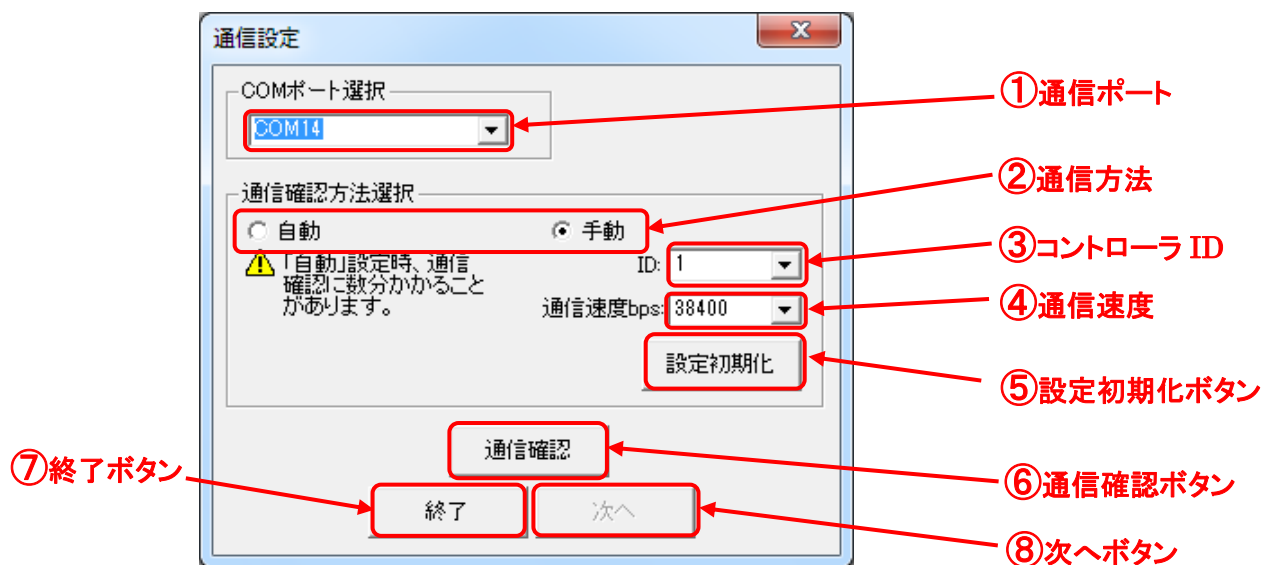 通信設定
COMポート選択
COM14
①通信ポート
通信確認方法選択
②通信方法
自動
手動
「自動」設定時、通信
確認に数分かかること
があります。
ID: 1
③コントローラ ID
通信速度bps: 38400
④通信速度
設定初期化
⑤設定初期化ボタン
通信確認
⑥通信確認ボタン
⑦終了ボタン
終了
次へ
⑧次へボタン